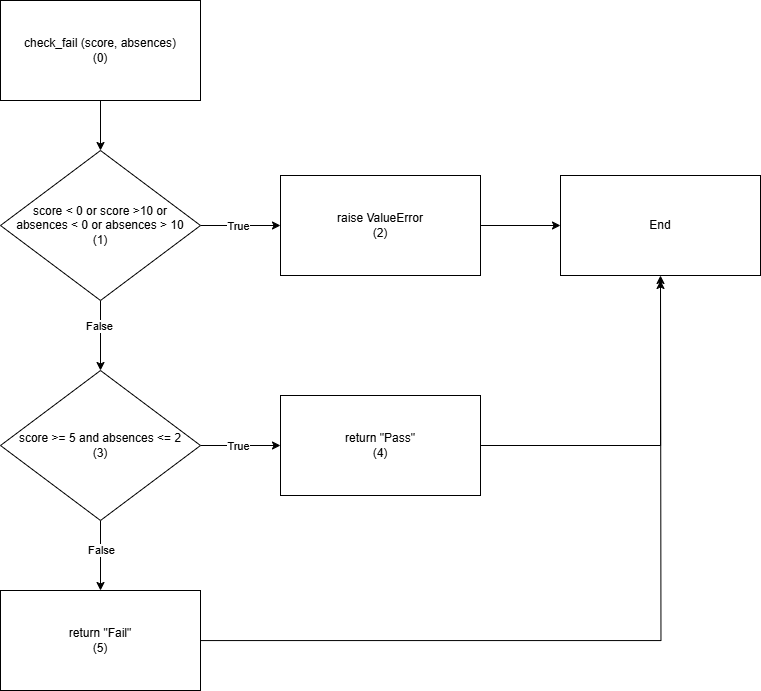 check_fail (score, absences)
(0)
score < 0 or score >10 or
absences < 0 or absences > 10
(1)
True
raise ValueError
(2)
End
False
score >= 5 and absences <= 2
(3)
True
return "Pass"
(4)
False
return "Fail"
(5)